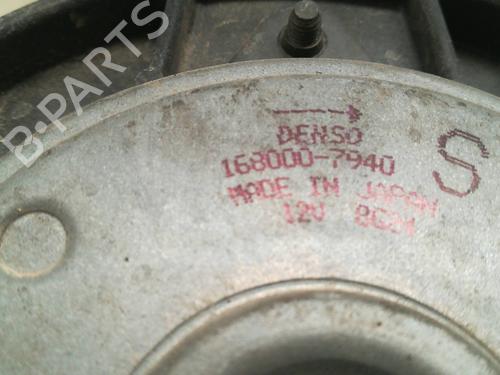 B-PARTS
DENSO
168000-7940
S
MADE IN JAPAN
12V